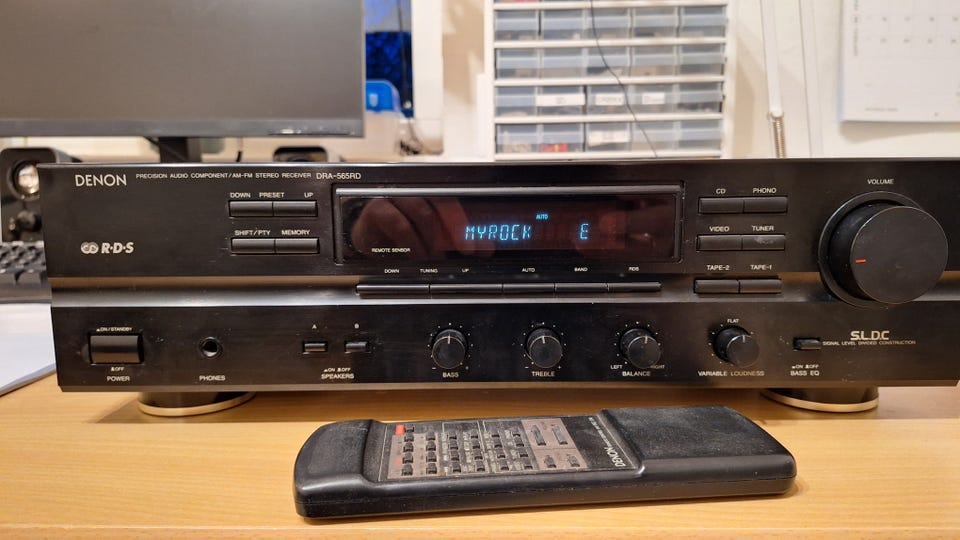 DENON PRECISION AUDIO COMPONENT/AM-FM STEREO RECEIVER DRA-565RD
DOWN PRESET UP
SHIFT/PTY MEMORY
R·D·S
REMOTE SENSOR
AUTO
MYROCK E
DOWN TUNING UP AUTO BAND RDS
CD PHONO
VIDEO TUNER
TAPE-2 TAPE-1
VOLUME
ON/STANDBY
OFF
POWER
PHONES
A B
ON OFF
SPEAKERS
BASS
TREBLE
LEFT RIGHT
BALANCE
FLAT
VARIABLE LOUDNESS
ON OFF
BASS EQ
S.L.D.C
SIGNAL LEVEL DIVIDED CONSTRUCTION
DENON